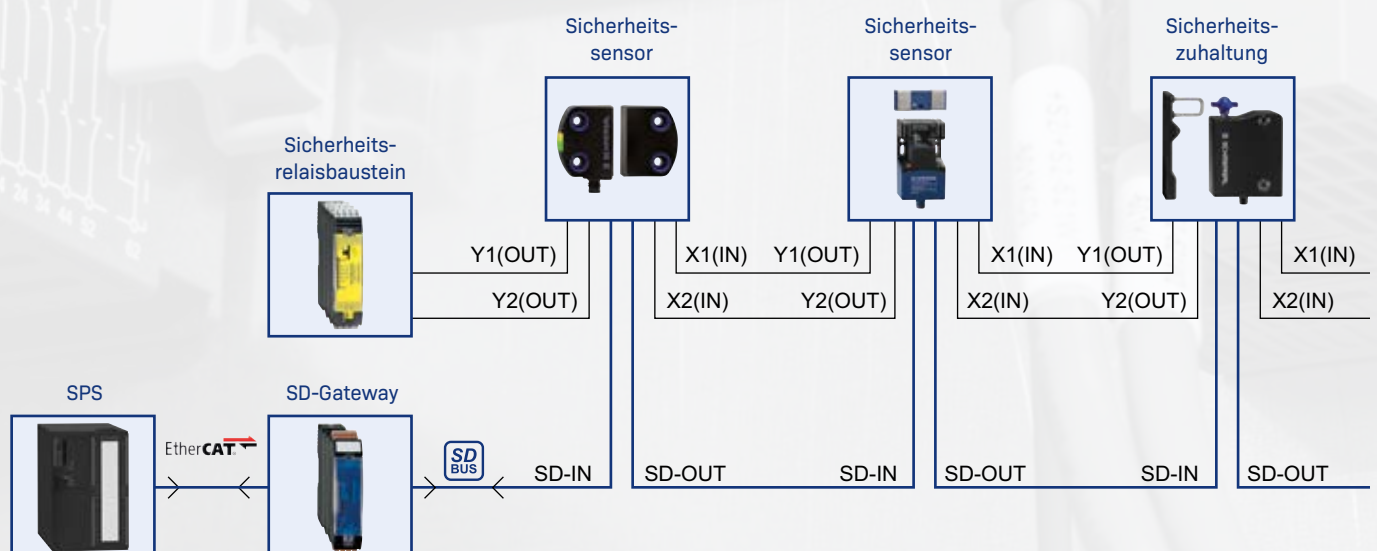 Sicherheits-
sensor
Sicherheits-
sensor
Sicherheits-
zuhaltung
Sicherheits-
relaisbaustein
Y1(OUT)
X1(IN)
Y1(OUT)
X1(IN)
Y1(OUT)
X1(IN)
Y2(OUT)
X2(IN)
Y2(OUT)
X2(IN)
Y2(OUT)
X2(IN)
SPS
SD-Gateway
EtherCAT
SD
BUS
SD-IN
SD-OUT
SD-IN
SD-OUT
SD-IN
SD-OUT